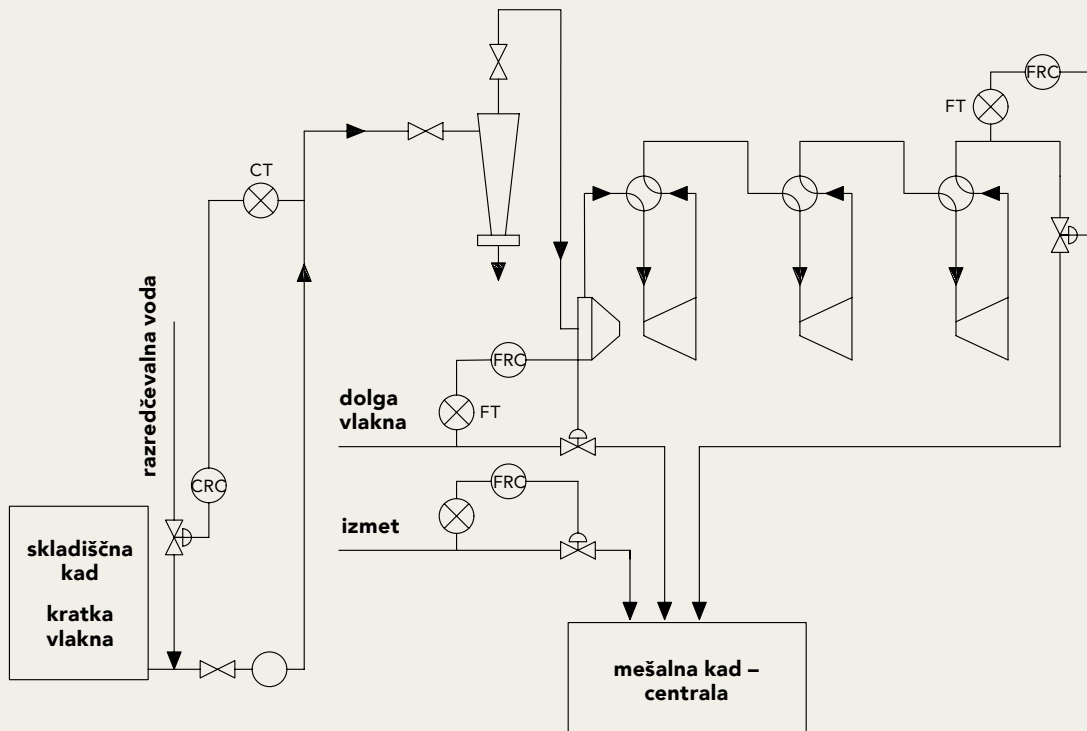 FRC
FT
CT
razredčevalna voda
FRC
dolga
vlakna
FT
CRC
FRC
izmet
skladiščna
kad
kratka
vlakna
mešalna kad –
centrala